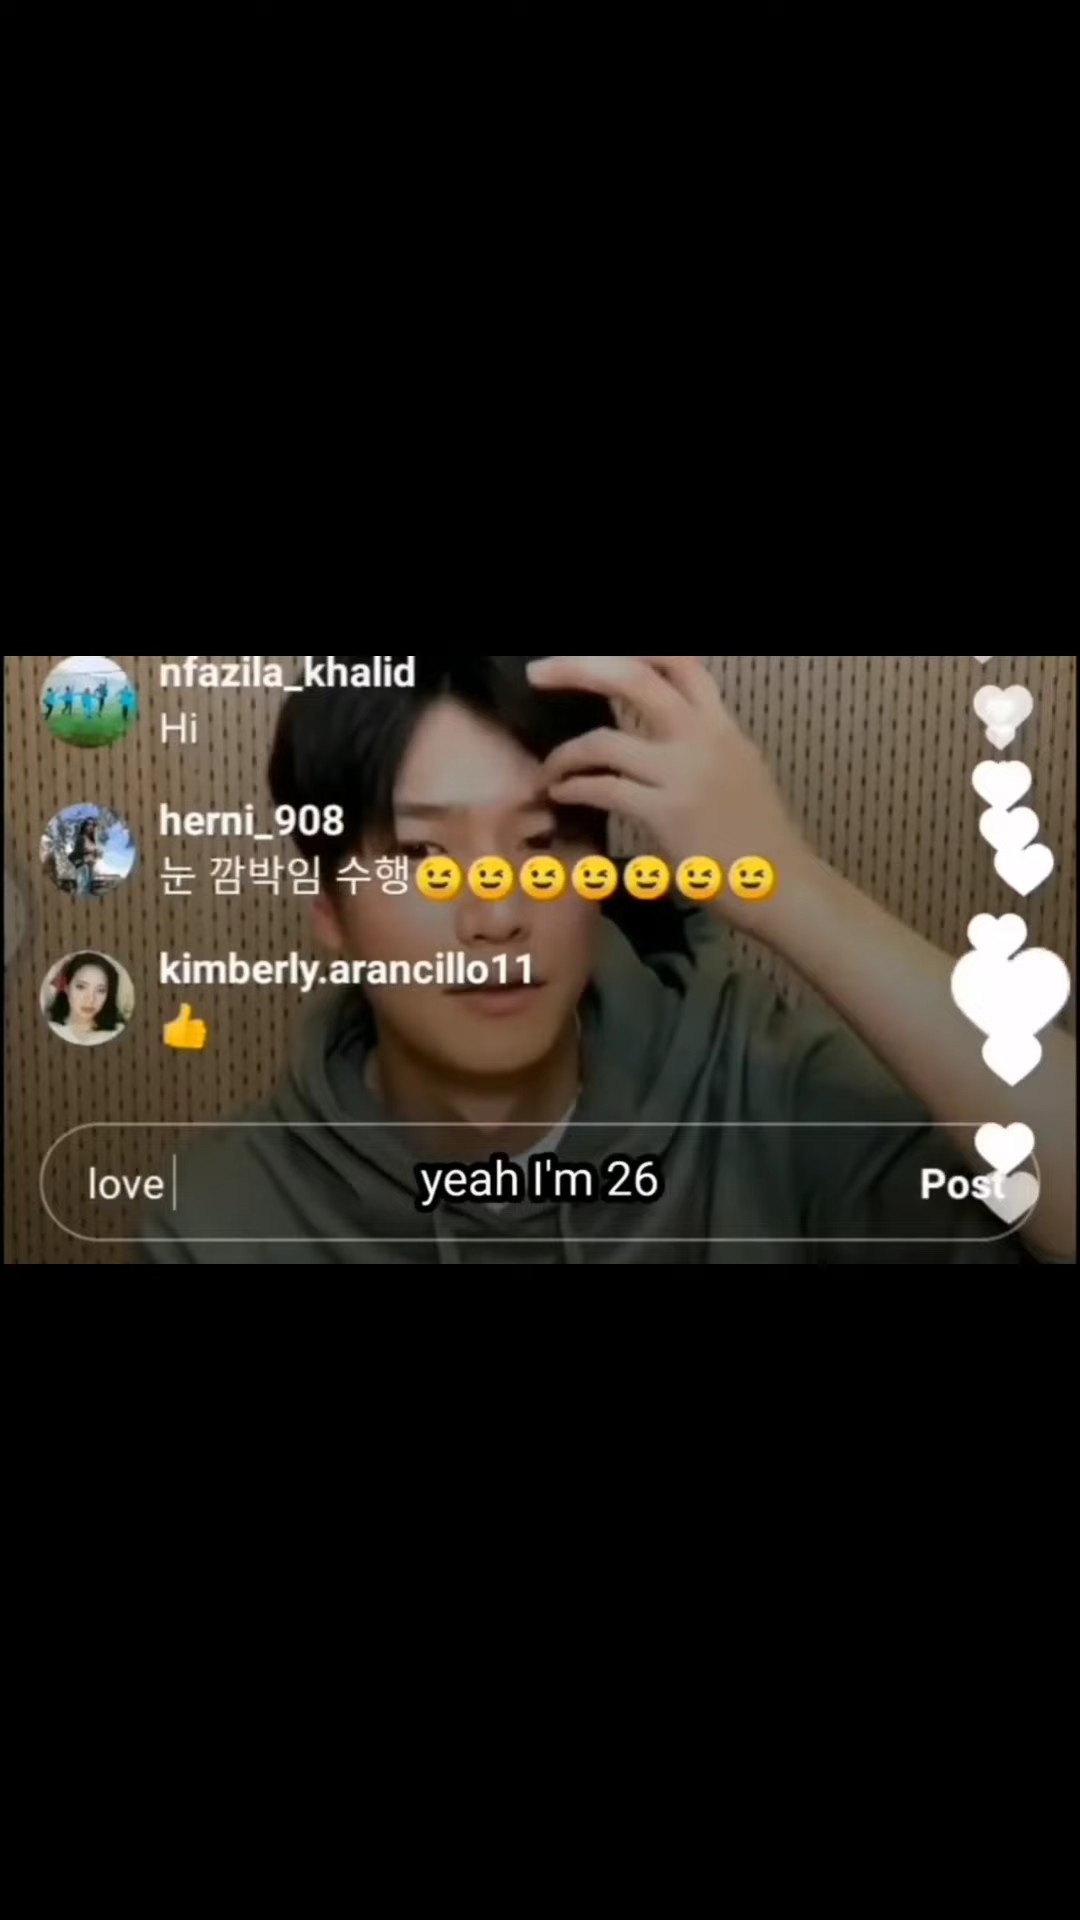 nfazila_khalid
Hi
herni_908
눈 깜박임 수행😉😉😉😉😉😉😉
kimberly.arancillo11
👍
love
yeah I'm 26
Post